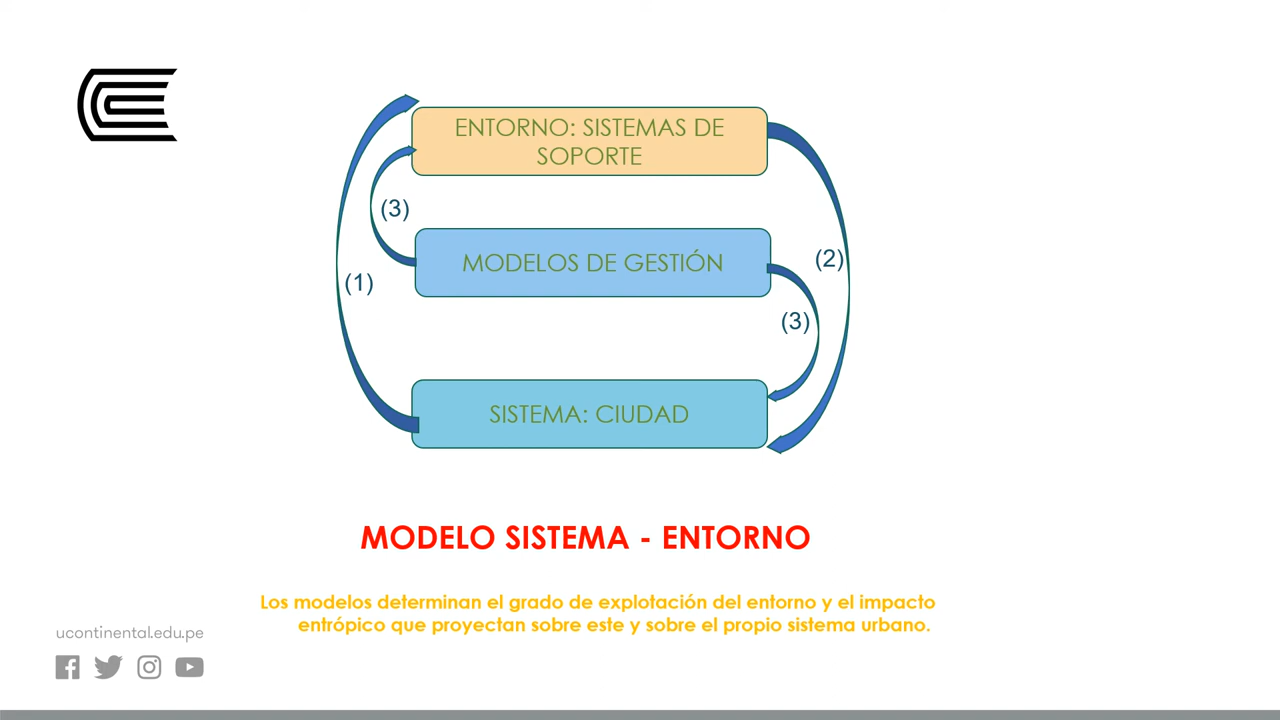 ENTORNO: SISTEMAS DE
SOPORTE
(3)
MODELOS DE GESTIÓN
(2)
(1)
(3)
SISTEMA: CIUDAD
MODELO SISTEMA - ENTORNO
Los modelos determinan el grado de explotación del entorno y el impacto
entrópico que proyectan sobre este y sobre el propio sistema urbano.
ucontinental.edu.pe